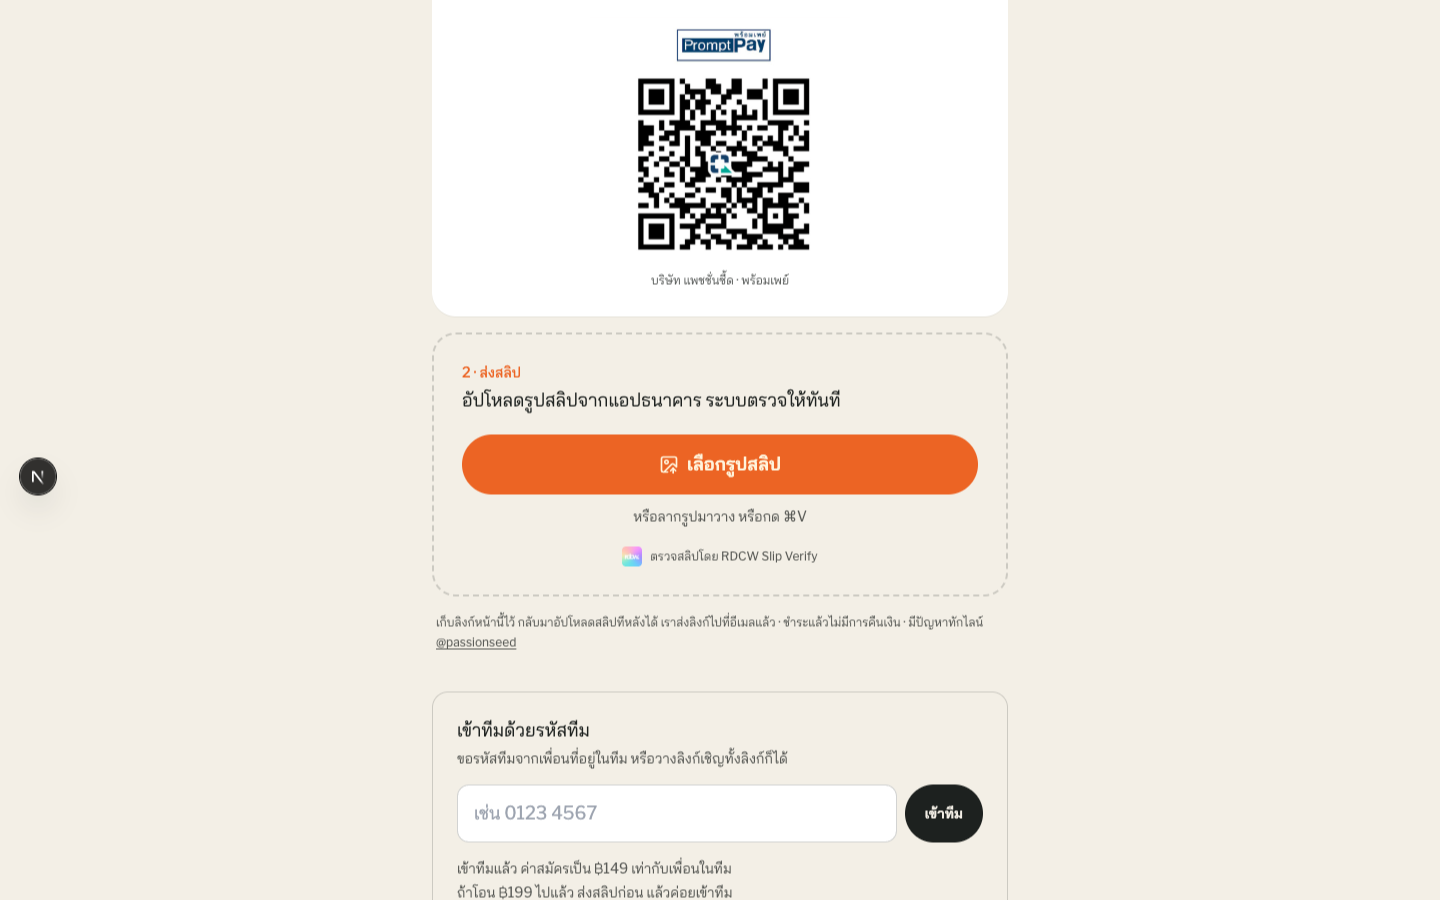 พร้อมเพย์
PromptPay
บริษัท แพชชั่นซี้ด · พร้อมเพย์
2 · ส่งสลิป
อัปโหลดรูปสลิปจากแอปธนาคาร ระบบตรวจให้ทันที
เลือกรูปสลิป
หรือลากรูปมาวาง หรือกด ⌘V
ตรวจสลิปโดย RDCW Slip Verify
เก็บลิงก์หน้านี้ไว้ กลับมาอัปโหลดสลิปทีหลังได้ เราส่งลิงก์ไปที่อีเมลแล้ว · ชำระแล้วไม่มีการคืนเงิน · มีปัญหาทักไลน์
@passionseed
N
เข้าทีมด้วยรหัสทีม
ขอรหัสทีมจากเพื่อนที่อยู่ในทีม หรือวางลิงก์เชิญทั้งลิงก์ก็ได้
เช่น 0123 4567
เข้าทีม
เข้าทีมแล้ว ค่าสมัครเป็น ฿149 เท่ากับเพื่อนในทีม
ถ้าโอน ฿199 ไปแล้ว ส่งสลิปก่อน แล้วค่อยเข้าทีม